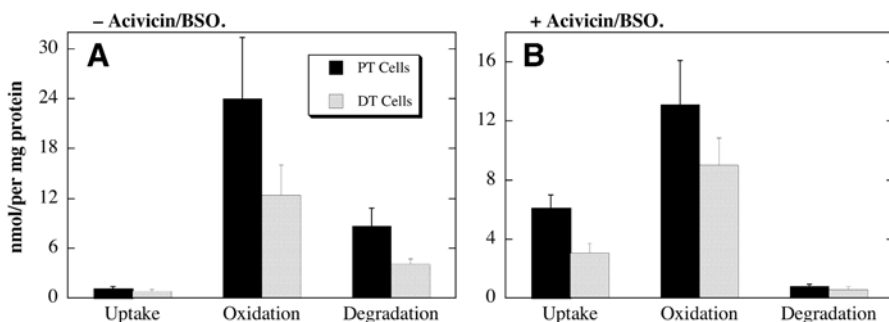 – Acivicin/BSO.
+ Acivicin/BSO.
A
B
PT Cells
DT Cells
nmol/per mg protein
30
24
18
12
6
0
16
12
8
4
0
Uptake Oxidation Degradation
Uptake Oxidation Degradation